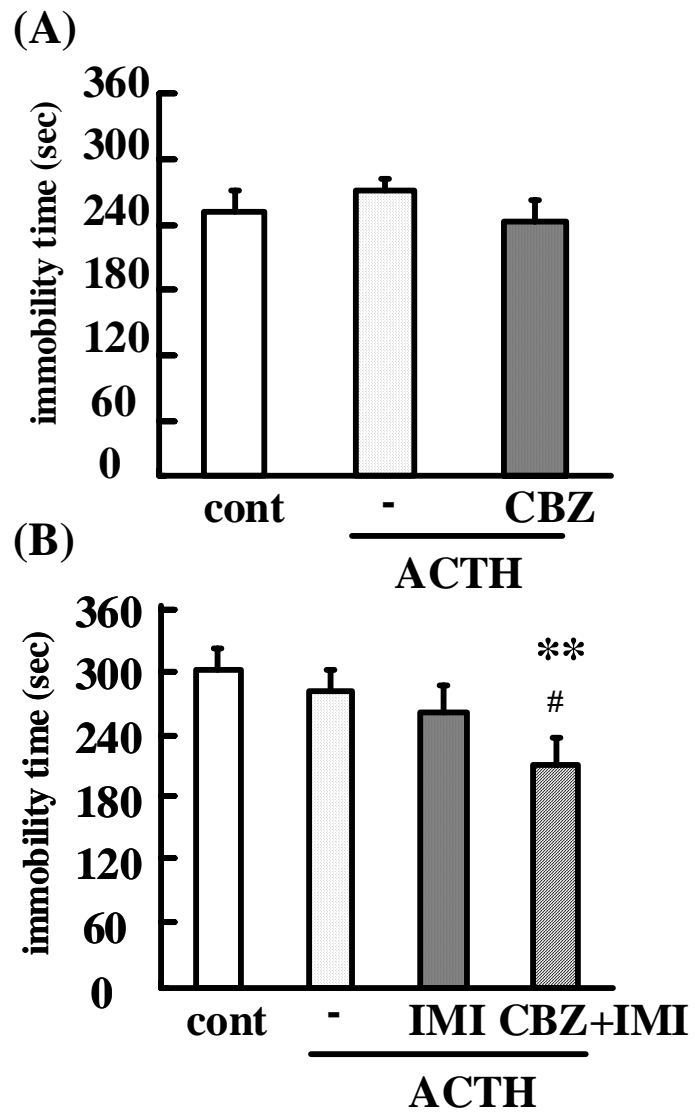 (A)
immobility time (sec)
360
300
240
180
120
60
0
cont - CBZ
ACTH
(B)
immobility time (sec)
360
300
240
180
120
60
0
**
#
cont - IMI CBZ+IMI
ACTH